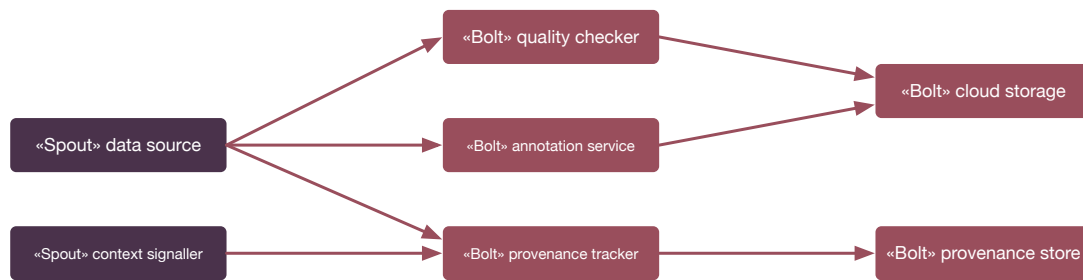 «Bolt» quality checker
«Bolt» cloud storage
«Spout» data source
«Bolt» annotation service
«Spout» context signaller
«Bolt» provenance tracker
«Bolt» provenance store